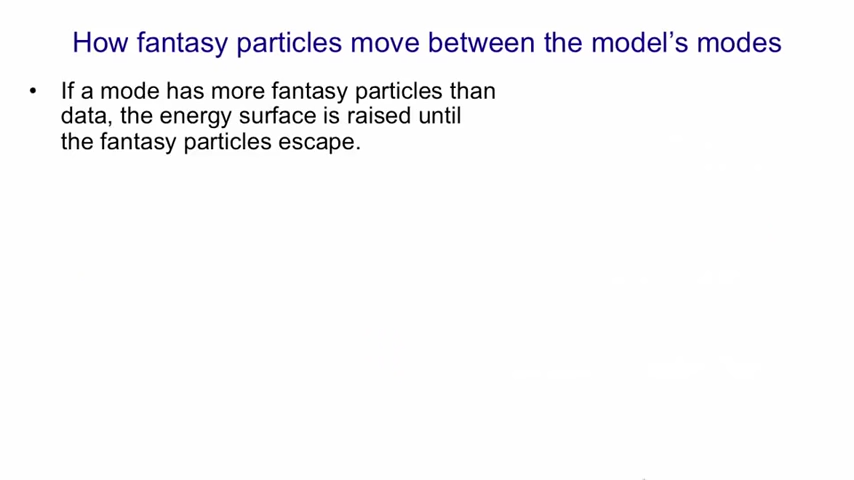 How fantasy particles move between the model's modes
• If a mode has more fantasy particles than
data, the energy surface is raised until
the fantasy particles escape.